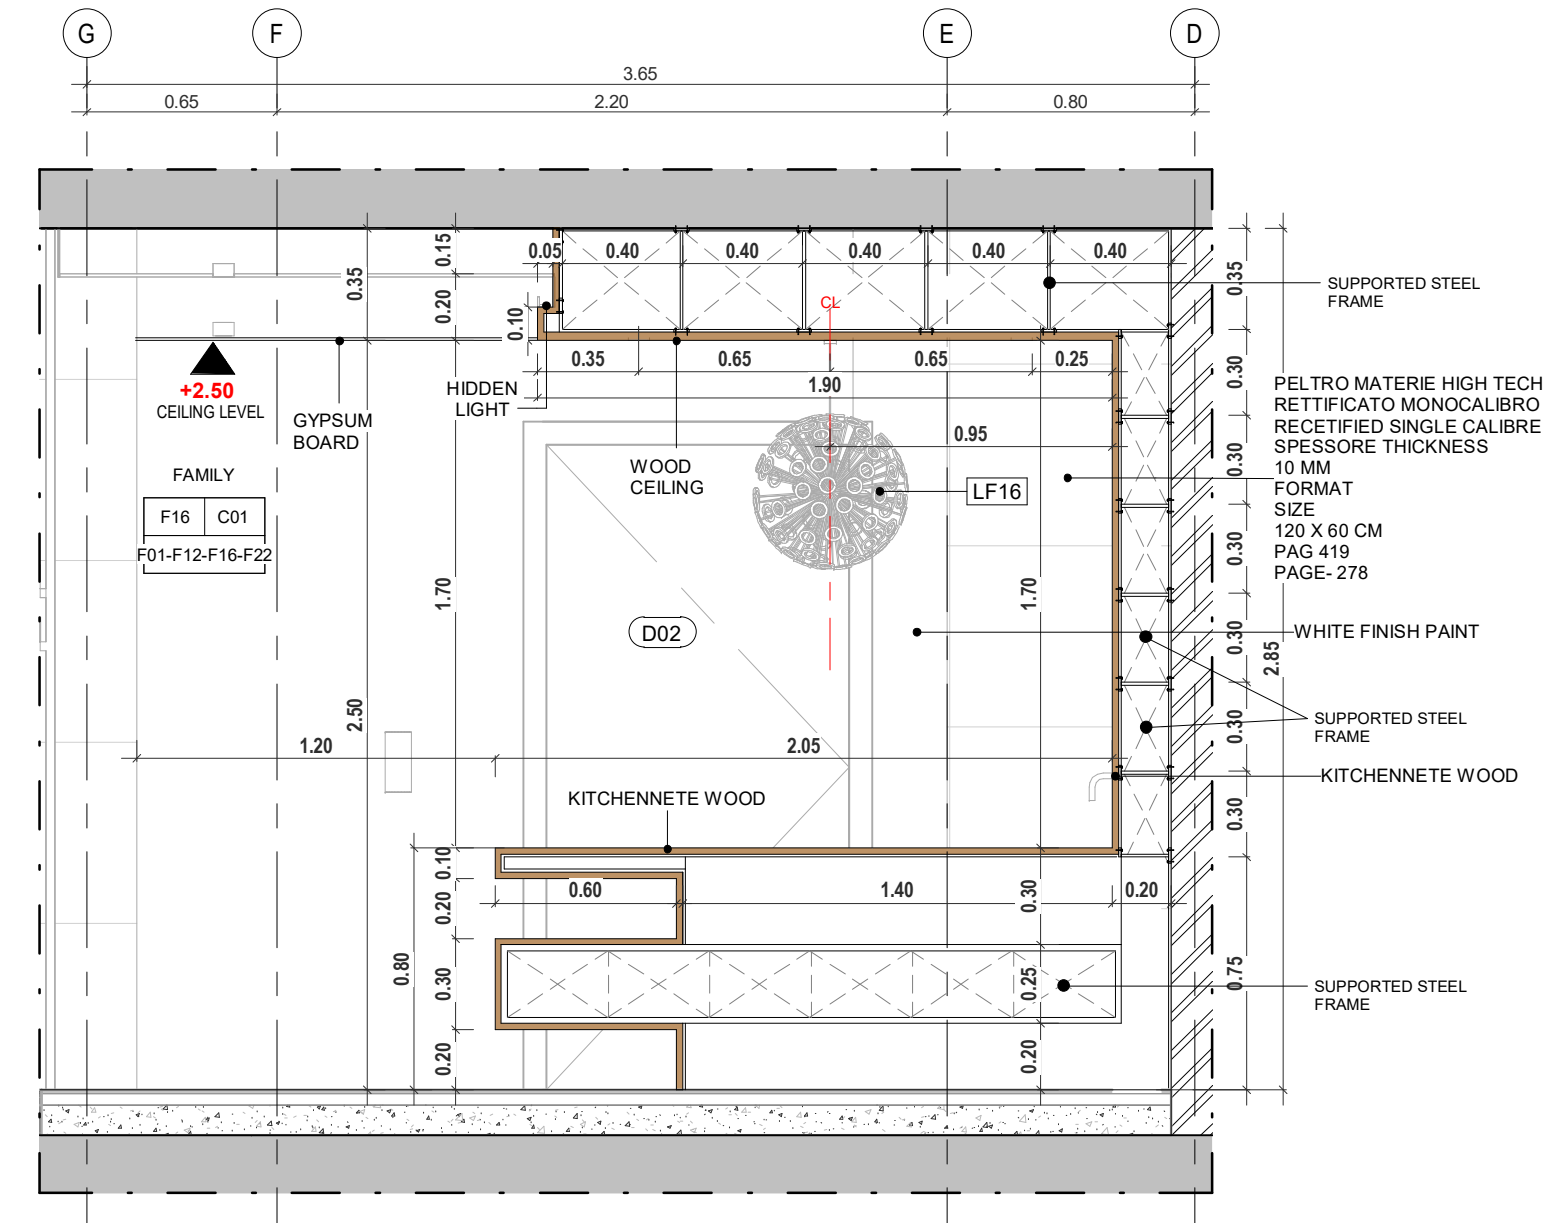 G
F
E
D
3.65
0.65
2.20
0.80
0.15
0.35
0.20
0.05
0.40
0.40
0.40
0.40
0.40
0.35
SUPPORTED STEEL
FRAME
CL
0.10
0.35
0.65
0.65
0.25
0.30
1.90
+2.50
CEILING LEVEL
HIDDEN
LIGHT
GYPSUM
BOARD
PELTRO MATERIE HIGH TECH
RETTIFICATO MONOCALIBRO
RECETIFIED SINGLE CALIBRE
SPESSORE THICKNESS
10 MM
FORMAT
SIZE
120 X 60 CM
PAG 419
PAGE- 278
0.95
0.30
FAMILY
WOOD
CEILING
LF16
F16
C01
F01-F12-F16-F22
0.30
1.70
1.70
D02
WHITE FINISH PAINT
0.30
2.85
2.50
SUPPORTED STEEL
FRAME
0.30
1.20
2.05
KITCHENNETE WOOD
KITCHENNETE WOOD
0.30
0.10
0.60
1.40
0.20
0.20
0.30
0.80
0.30
0.25
0.75
SUPPORTED STEEL
FRAME
0.20
0.20